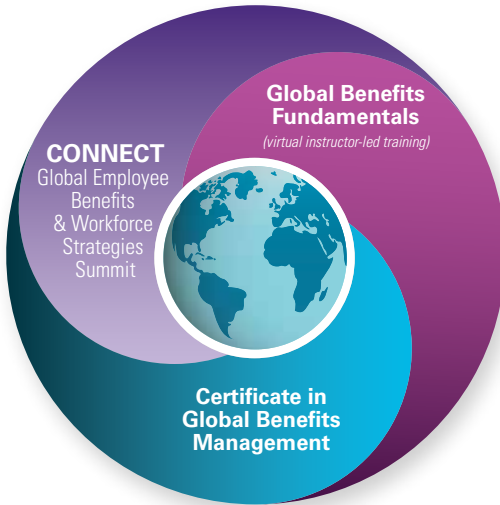 Global Benefits
Fundamentals
(virtual instructor-led training)
CONNECT
Global Employee
Benefits
& Workforce
Strategies
Summit
Certificate in
Global Benefits
Management